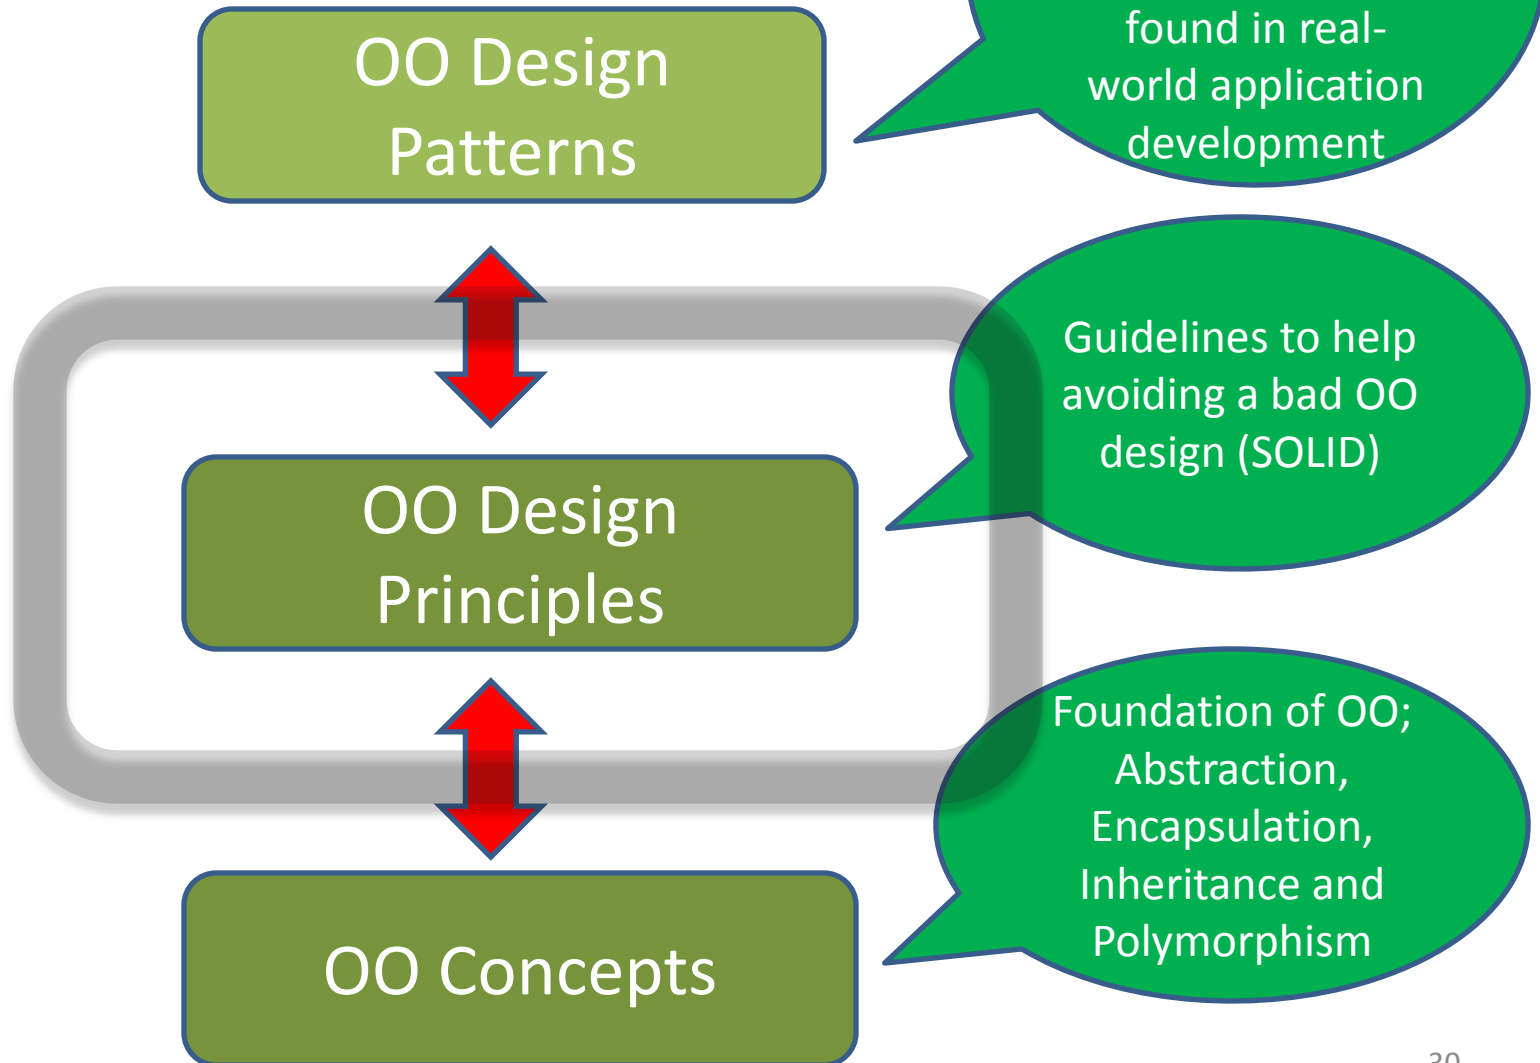 OO Design
Patterns
found in real-
world application
development
Guidelines to help
avoiding a bad OO
design (SOLID)
OO Design
Principles
Foundation of OO;
Abstraction,
Encapsulation,
Inheritance and
Polymorphism
OO Concepts
30